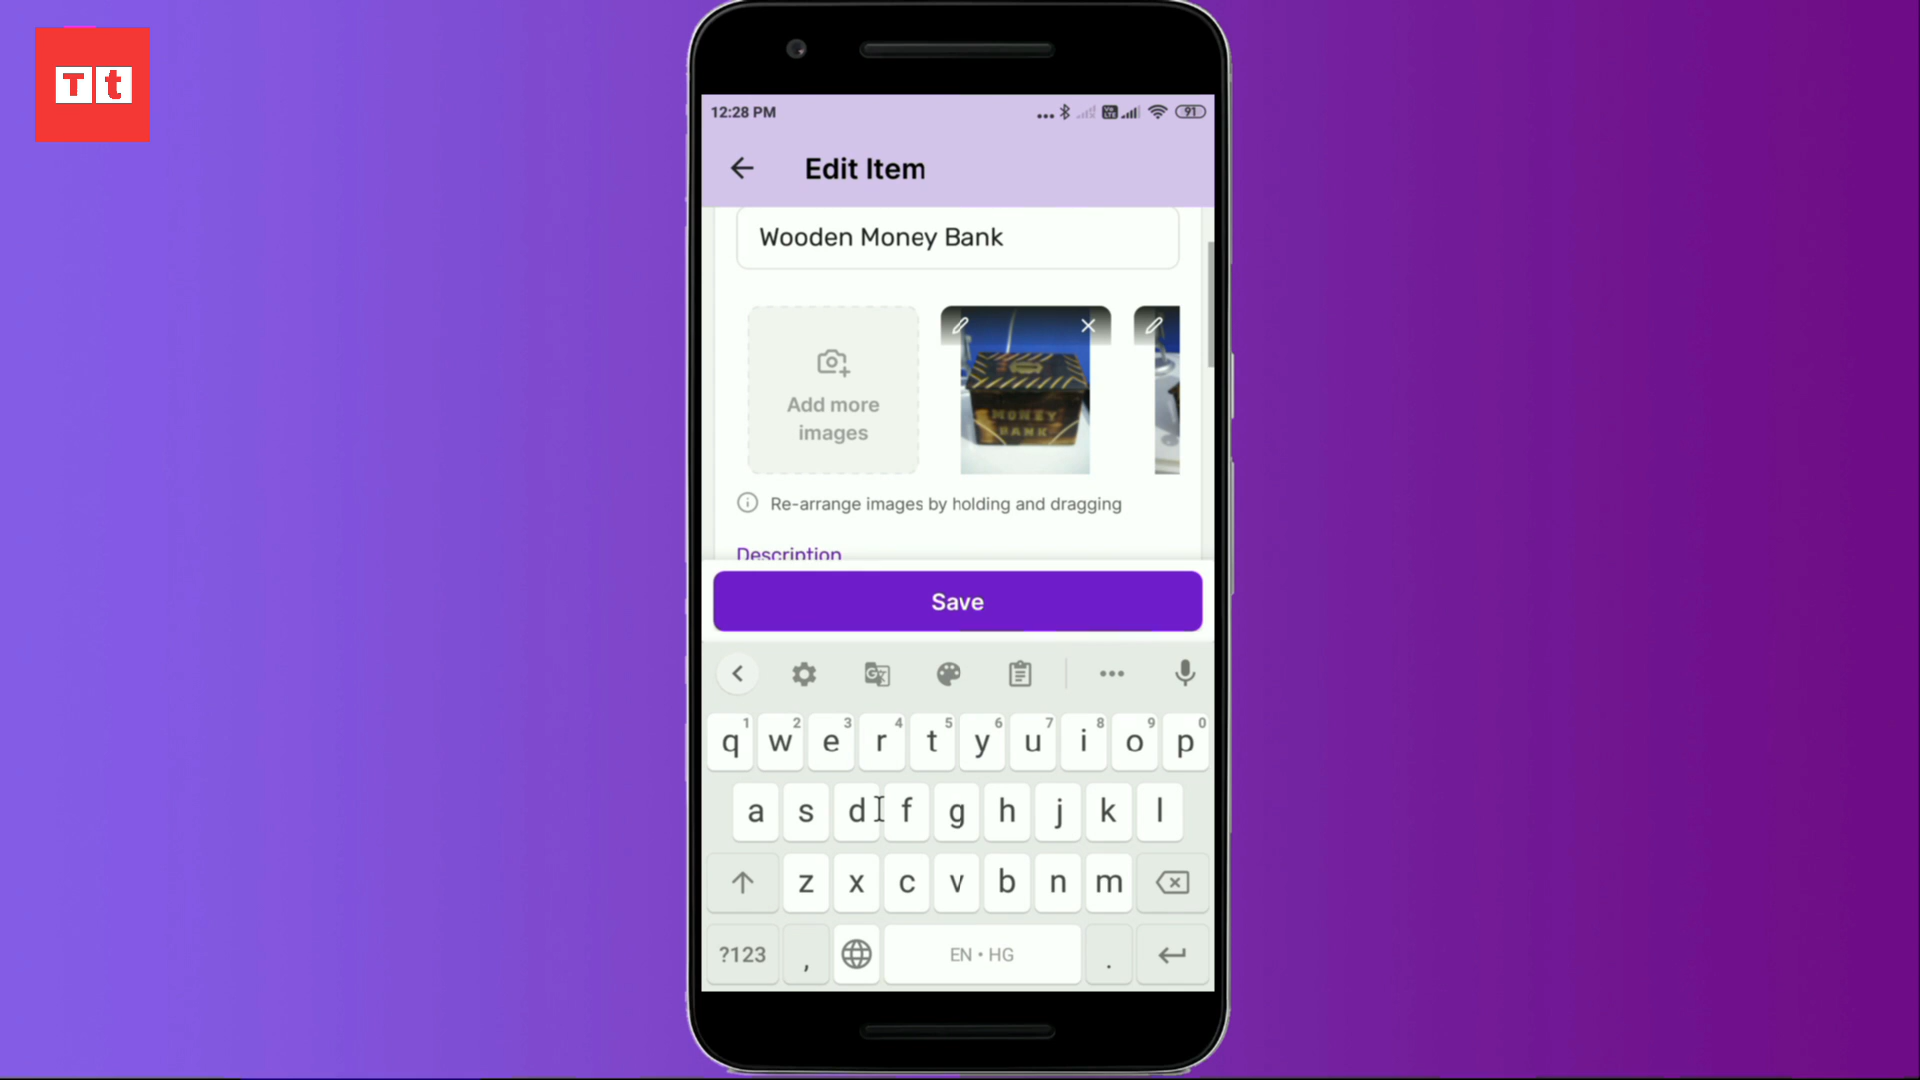 Tt
12:28 PM
91
Edit Item
Wooden Money Bank
Add more
images
MONEY
BANK
Re-arrange images by holding and dragging
Description
Save
1 2 3 4 5 6 7 8 9 0
q w e r t y u i o p
a s d f g h j k l
z x c v b n m
?123 , EN • HG .